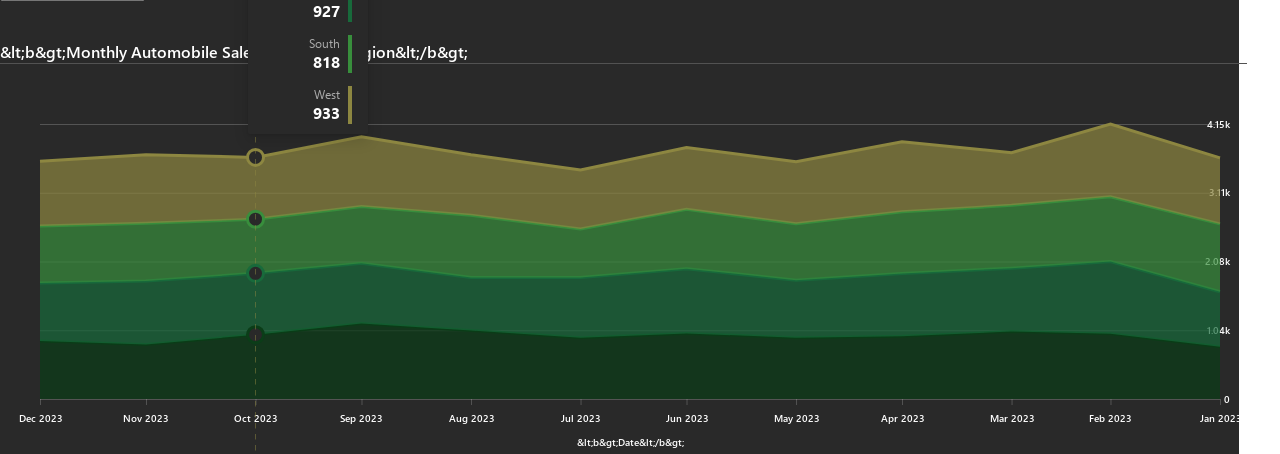 927
South
818
&lt;b&gt;Monthly Automobile Sale gion&lt;/b&gt;
West
933
4.15k
3.11k
2.08k
1.04k
0
Dec 2023 Nov 2023 Oct 2023 Sep 2023 Aug 2023 Jul 2023 Jun 2023 May 2023 Apr 2023 Mar 2023 Feb 2023 Jan 2023
&lt;b&gt;Date&lt;/b&gt;